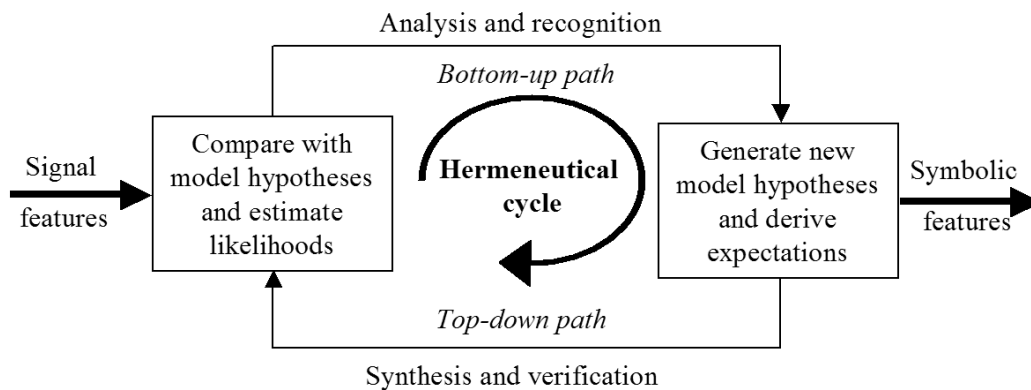 Analysis and recognition
Bottom-up path
Signal
features
Compare with
model hypotheses
and estimate
likelihoods
Hermeneutical
cycle
Generate new
model hypotheses
and derive
expectations
Symbolic
features
Top-down path
Synthesis and verification